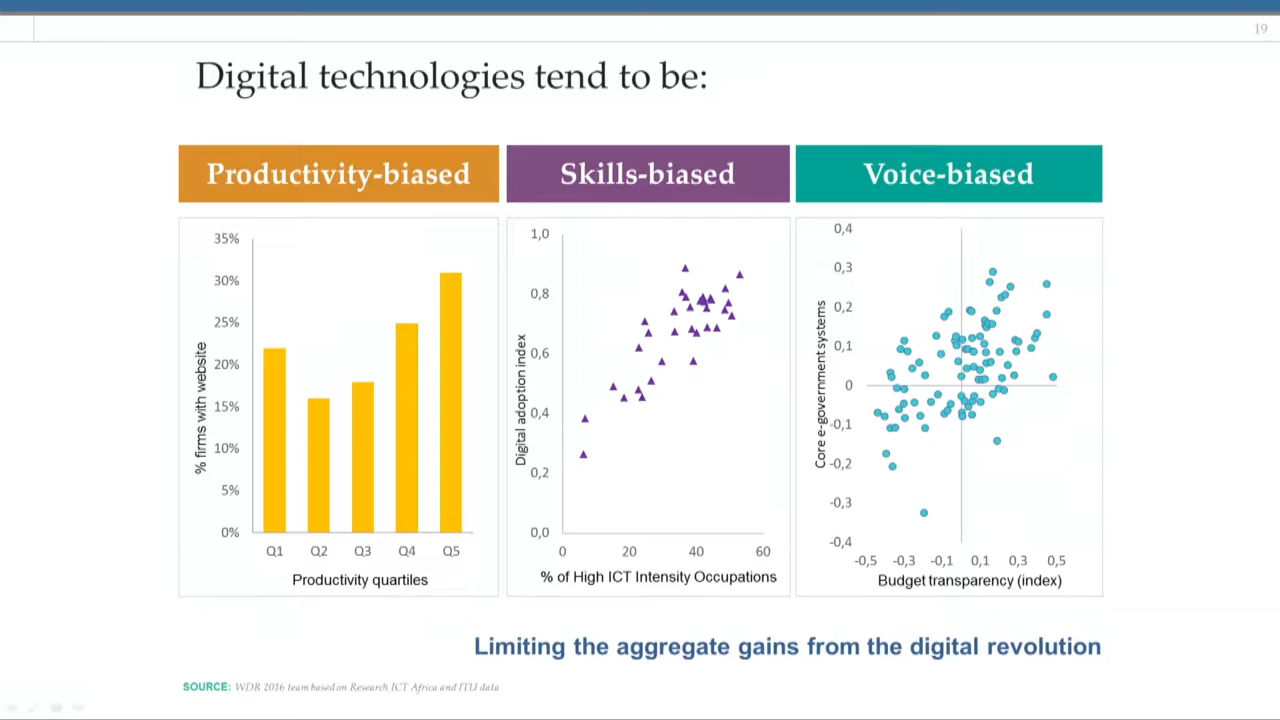 19
Digital technologies tend to be:
Productivity-biased
Skills-biased
Voice-biased
35%
30%
25%
20%
15%
10%
5%
0%
% firms with website
Q1 Q2 Q3 Q4 Q5
Productivity quartiles
1,0
0,8
0,6
0,4
0,2
0,0
Digital adoption index
0 20 40 60
% of High ICT Intensity Occupations
0,4
0,3
0,2
0,1
0
-0,1
-0,2
-0,3
-0,4
Core e-government systems
-0,5 -0,3 -0,1 0,1 0,3 0,5
Budget transparency (index)
Limiting the aggregate gains from the digital revolution
SOURCE: WDR 2016 team based on Research ICT Africa and ITU data